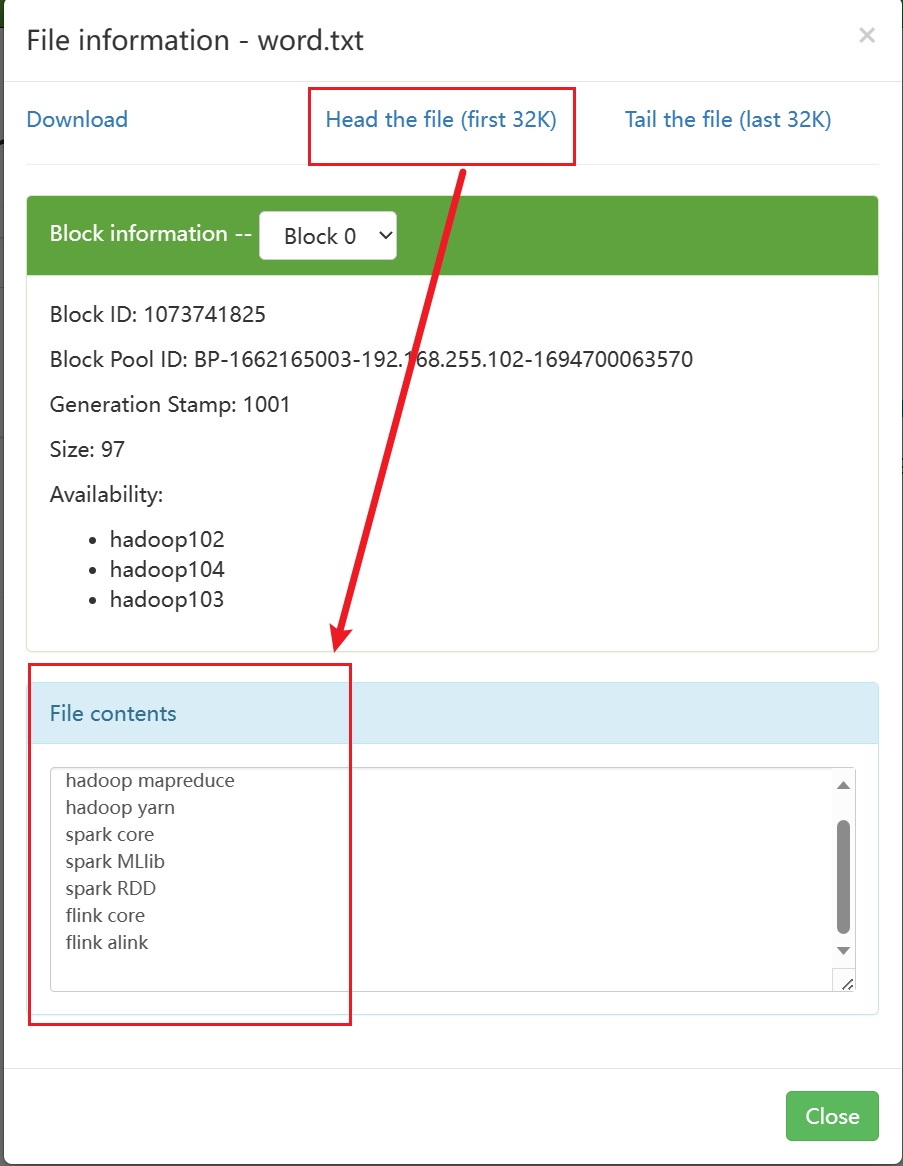 File information - word.txt
×
Download Head the file (first 32K) Tail the file (last 32K)
Block information -- Block 0
Block ID: 1073741825
Block Pool ID: BP-1662165003-192.168.255.102-1694700063570
Generation Stamp: 1001
Size: 97
Availability:
hadoop102
hadoop104
hadoop103
File contents
hadoop mapreduce
hadoop yarn
spark core
spark MLlib
spark RDD
flink core
flink alink
Close